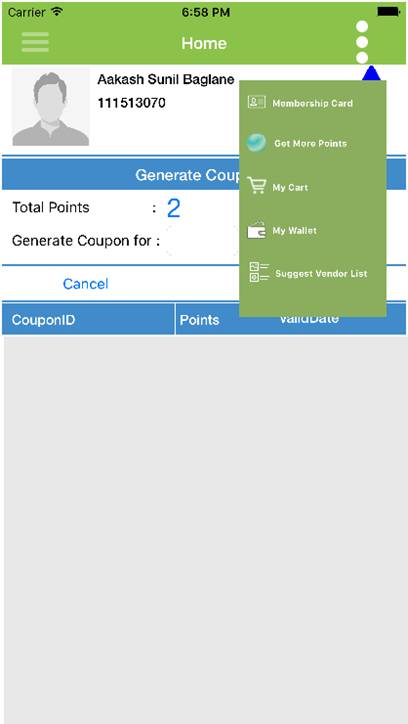 Carrier 6:58 PM
Home
Aakash Sunil Baglane
111513070
Membership Card
Get More Points
My Cart
My Wallet
Suggest Vendor List
Generate Coup
Total Points : 2
Generate Coupon for :
Cancel
CouponID Points ValidDate